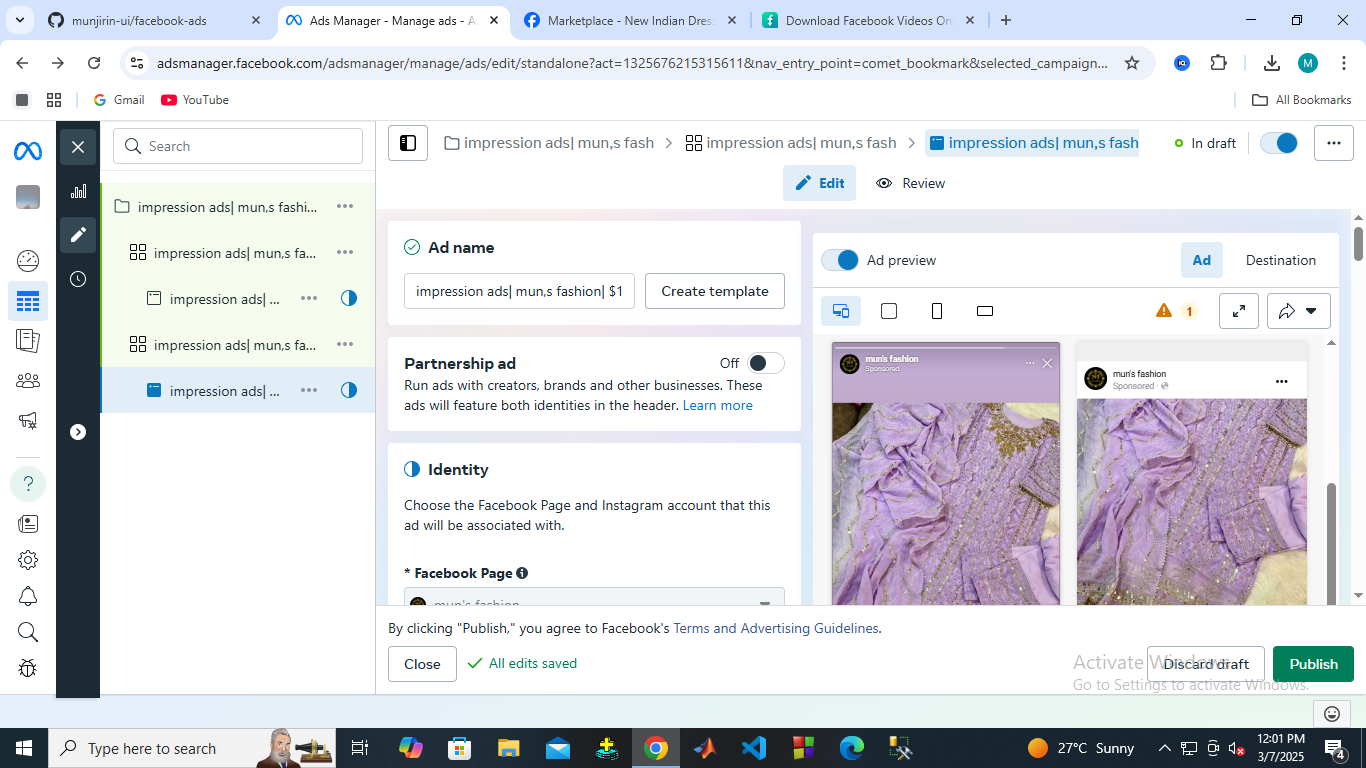 munjirin-ui/facebook-ads
Ads Manager - Manage ads - A
Marketplace - New Indian Dres
Download Facebook Videos On
adsmanager.facebook.com/adsmanager/manage/ads/edit/standalone?act=1325676215315611&nav_entry_point=comet_bookmark&selected_campaign...
M
Gmail
YouTube
All Bookmarks
Search
impression ads| mun,s fash
impression ads| mun,s fash
impression ads| mun,s fash
In draft
Edit
Review
impression ads| mun,s fashi...
impression ads| mun,s fa...
impression ads| ...
impression ads| mun,s fa...
impression ads| ...
Ad name
impression ads| mun,s fashion| $1
Create template
Partnership ad
Off
Run ads with creators, brands and other businesses. These
ads will feature both identities in the header. Learn more
Identity
Choose the Facebook Page and Instagram account that this
ad will be associated with.
* Facebook Page
mun's fashion
Ad preview
Ad
Destination
1
mun's fashion
Sponsored
mun's fashion
Sponsored ·
By clicking "Publish," you agree to Facebook's Terms and Advertising Guidelines.
Close
All edits saved
Discard draft
Publish
Activate Windows
Go to Settings to activate Windows.
Type here to search
27°C Sunny
12:01 PM
3/7/2025
4